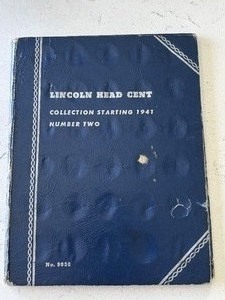 LINCOLN HEAD CENT
COLLECTION STARTING 1941
NUMBER TWO
No. 9030